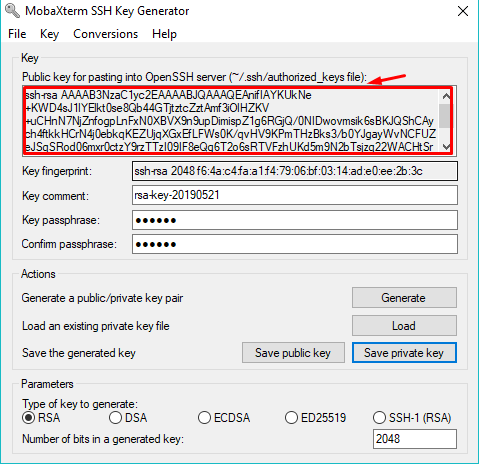 MobaXterm SSH Key Generator
File Key Conversions Help
Key
Public key for pasting into OpenSSH server (~/.ssh/authorized_keys file):
ssh-rsa AAAAB3NzaC1yc2EAAAABJQAAAQEAnifIAYKUkNe
+KWD4sJ1IYElkt0se8Qb44GTjtztcZztAmf3iOIHZKV
+uCHnN7NjZnfogpLnFxN0XBVX9n9upDimispZ1g6RGjQ/0NIDwovmsik6sBKJQShCAy
ch4ftkkHCrN4j0ebkqKEZUjqXGxEfLFWs0K/qvHV9KPmTHzBks3/b0YJgayWvNCFUZ
eJSqSRod06mxr0ctzY9rzTTzI09IF8eQg6T2o6sRTVFzhUKd5m9N2bTsjzq22WACHtSr
Key fingerprint: ssh-rsa 2048 f6:4a:c4:fa:a1:f4:79:06:bf:03:14:ad:e0:ee:2b:3c
Key comment: rsa-key-20190521
Key passphrase: ●●●●●●
Confirm passphrase: ●●●●●●
Actions
Generate a public/private key pair Generate
Load an existing private key file Load
Save the generated key Save public key Save private key
Parameters
Type of key to generate:
RSA DSA ECDSA ED25519 SSH-1 (RSA)
Number of bits in a generated key: 2048